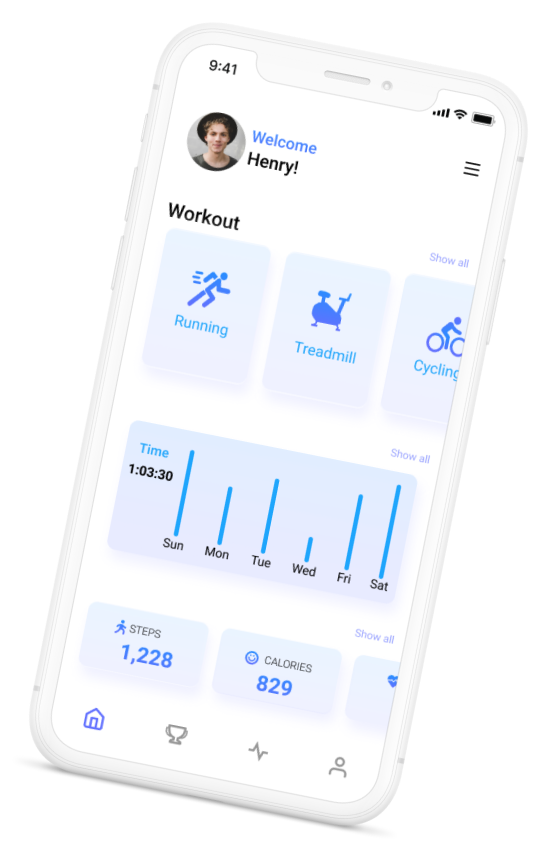 9:41
Welcome
Henry!
Workout
Show all
Running
Treadmill
Cycling
Show all
Time
1:03:30
Sun
Mon
Tue
Wed
Fri
Sat
Show all
STEPS
1,228
CALORIES
829